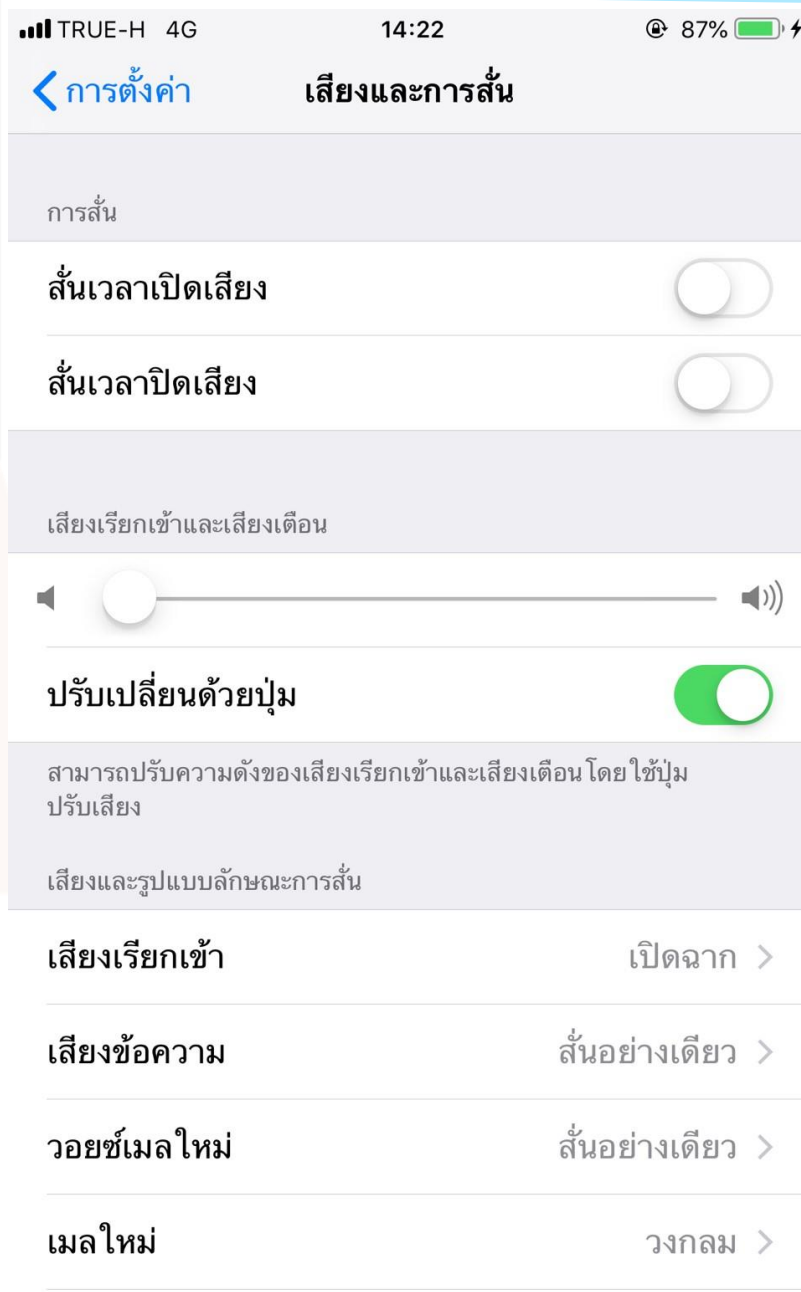 TRUE-H 4G 14:22 87%
การตั้งค่า เสียงและการสั่น
การสั่น
สั่นเวลาเปิดเสียง
สั่นเวลาปิดเสียง
เสียงเรียกเข้าและเสียงเตือน
ปรับเปลี่ยนด้วยปุ่ม
สามารถปรับความดังของเสียงเรียกเข้าและเสียงเตือนโดยใช้ปุ่ม
ปรับเสียง
เสียงและรูปแบบลักษณะการสั่น
เสียงเรียกเข้า เปิดฉาก
เสียงข้อความ สั่นอย่างเดียว
วอยซ์เมลใหม่ สั่นอย่างเดียว
เมลใหม่ วงกลม